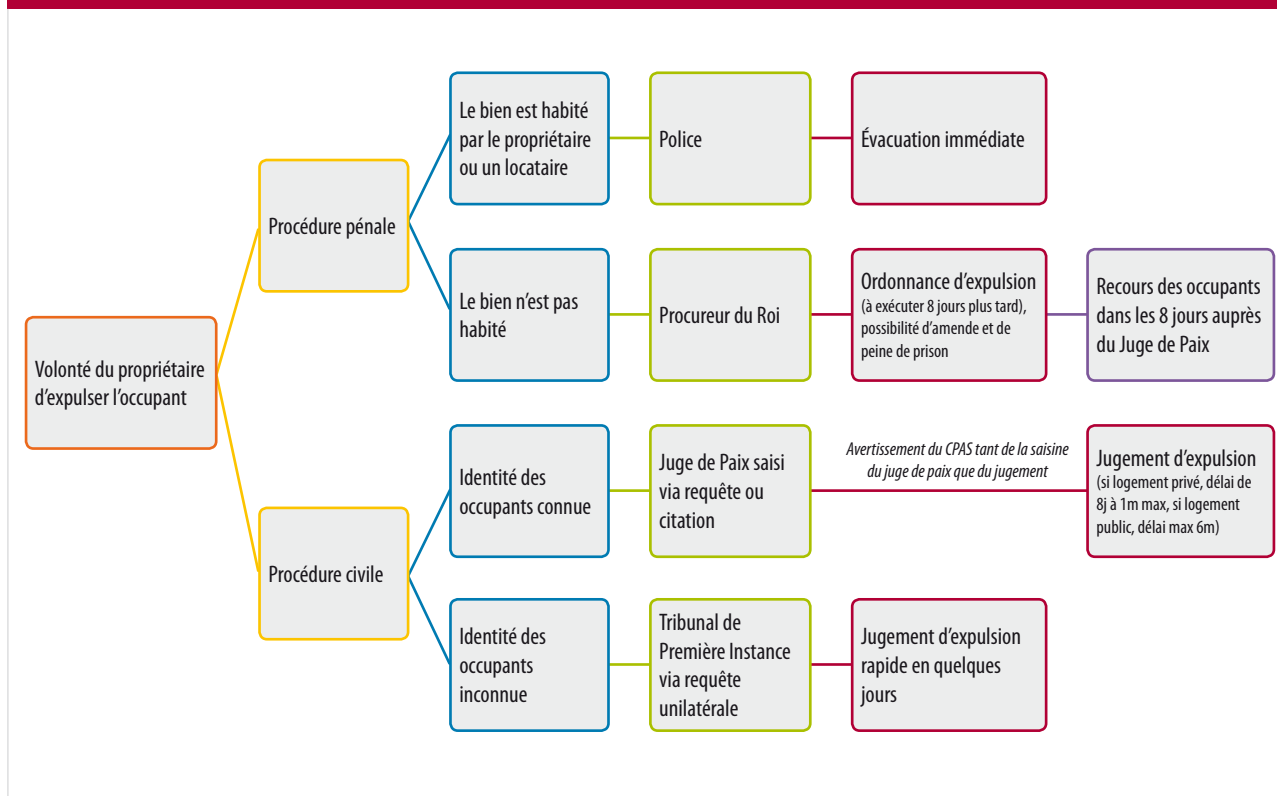 Volonté du propriétaire
d’expulser l’occupant
Procédure pénale
Le bien est habité
par le propriétaire
ou un locataire
Police
Évacuation immédiate
Le bien n’est pas
habité
Procureur du Roi
Ordonnance d’expulsion
(à exécuter 8 jours plus tard),
possibilité d’amende et de
peine de prison
Recours des occupants
dans les 8 jours auprès
du Juge de Paix
Procédure civile
Identité des
occupants connue
Juge de Paix saisi
via requête ou
citation
Avertissement du CPAS tant de la saisine
du juge de paix que du jugement
Jugement d’expulsion
(si logement privé, délai de
8j à 1m max, si logement
public, délai max 6m)
Identité des
occupants
inconnue
Tribunal de
Première Instance
via requête
unilatérale
Jugement d’expulsion
rapide en quelques
jours